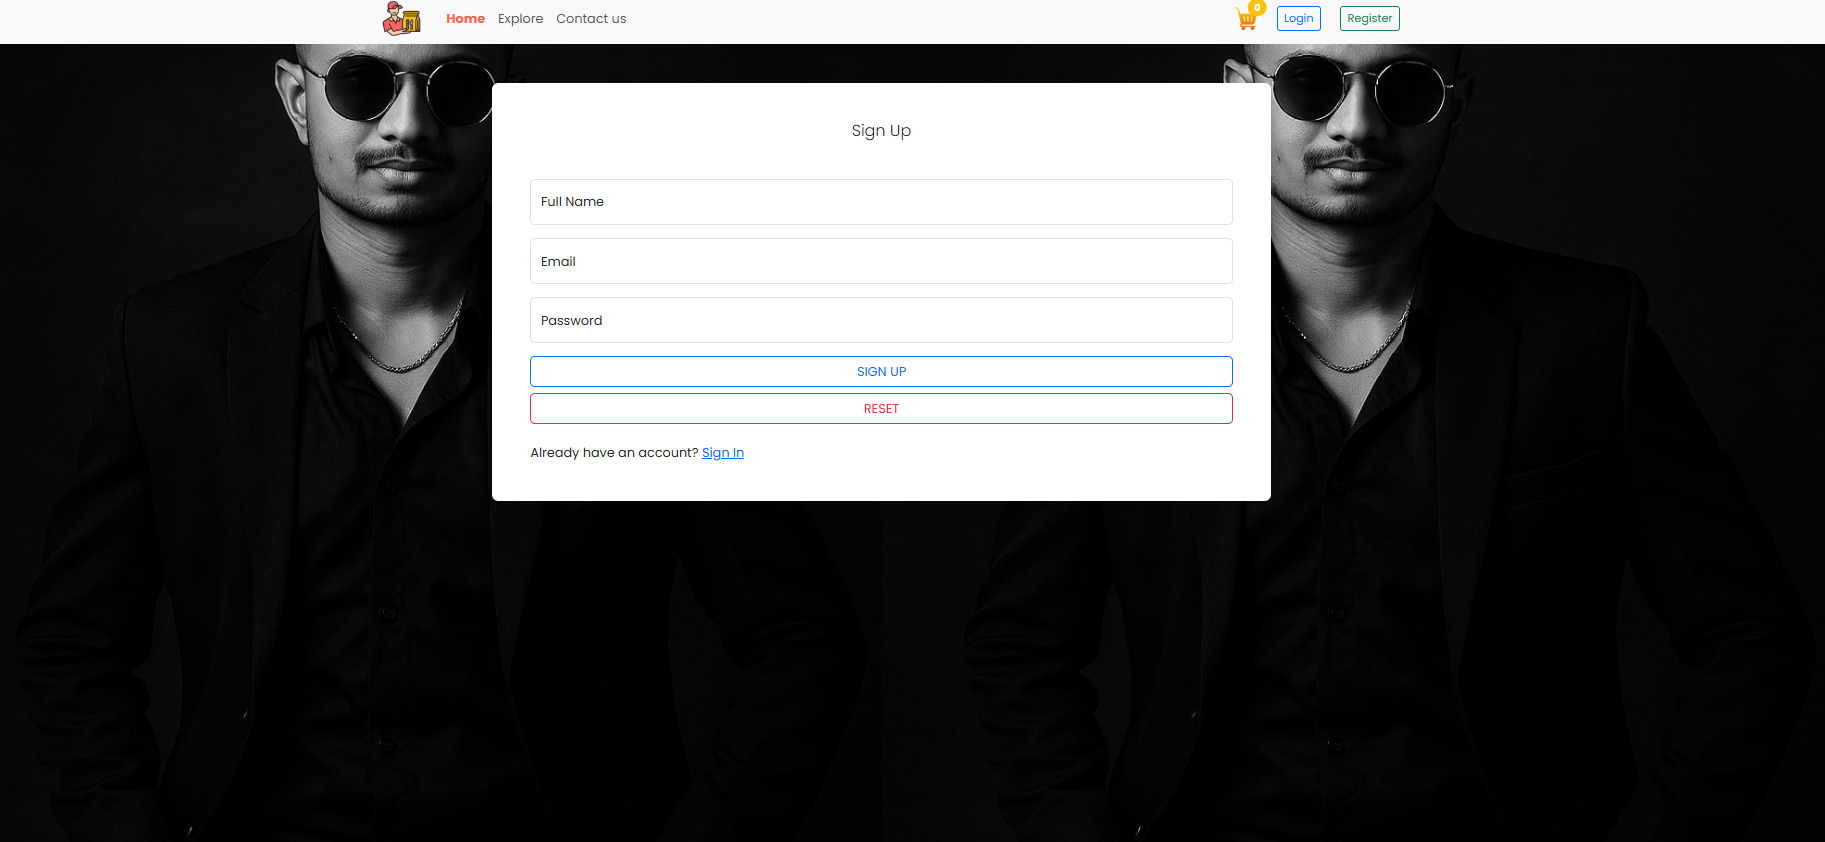 Home Explore Contact us 0 Login Register
Sign Up
Full Name
Email
Password
SIGN UP
RESET
Already have an account? Sign In